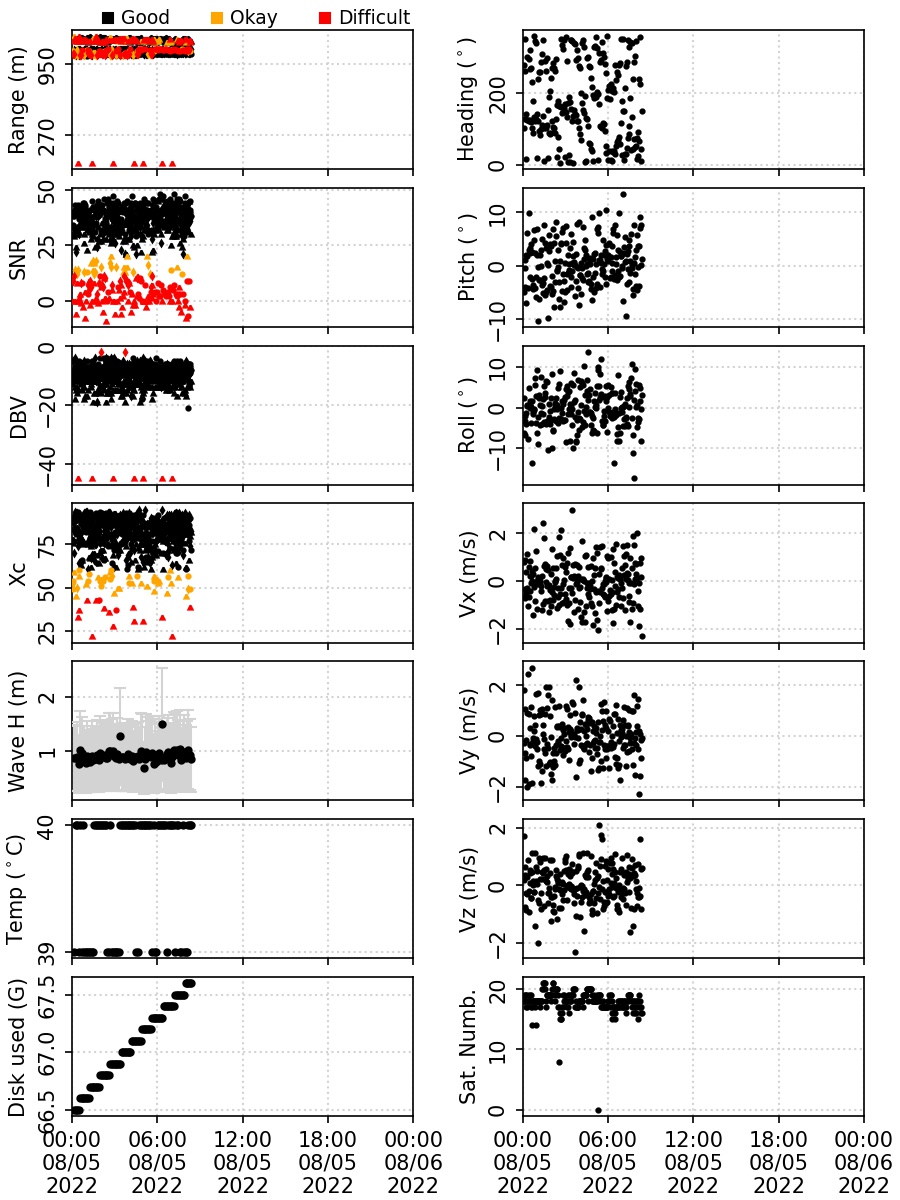 Good Okay Difficult
Range (m)
950
270
Heading (°)
200
0
SNR
50
25
0
Pitch (°)
10
0
−10
DBV
0
−20
−40
Roll (°)
10
0
−10
Xc
75
50
25
Vx (m/s)
2
0
−2
Wave H (m)
2
1
Vy (m/s)
2
0
−2
Temp (°C)
40
39
Vz (m/s)
2
0
−2
Disk used (G)
67.5
67.0
66.5
Sat. Numb.
20
10
0
00:00 06:00 12:00 18:00 00:00
08/05 08/05 08/05 08/05 08/06
2022 2022 2022 2022 2022
00:00 06:00 12:00 18:00 00:00
08/05 08/05 08/05 08/05 08/06
2022 2022 2022 2022 2022